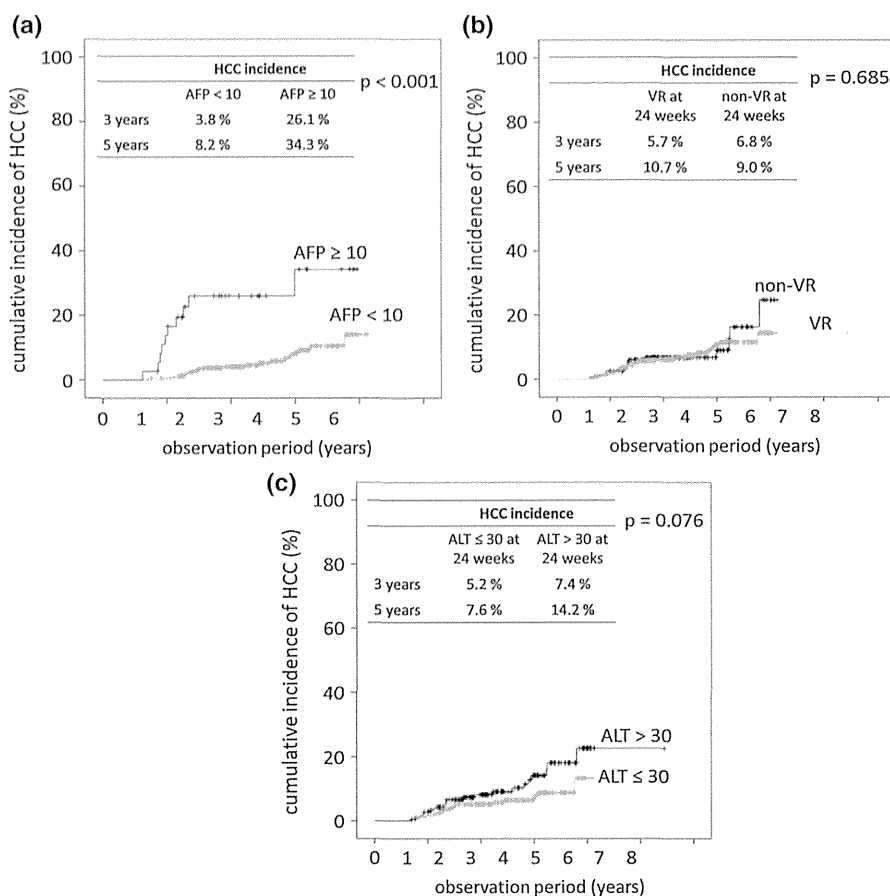 (a)
cumulative incidence of HCC (%)
100
80
60
40
20
0
HCC incidence
AFP < 10 AFP ≥ 10
3 years 3.8 % 26.1 %
5 years 8.2 % 34.3 %
p < 0.001
AFP ≥ 10
AFP < 10
0 1 2 3 4 5 6
observation period (years)
(b)
cumulative incidence of HCC (%)
100
80
60
40
20
0
HCC incidence
VR at non-VR at
24 weeks 24 weeks
3 years 5.7 % 6.8 %
5 years 10.7 % 9.0 %
p = 0.685
non-VR
VR
0 1 2 3 4 5 6 7 8
observation period (years)
(c)
cumulative incidence of HCC (%)
100
80
60
40
20
0
HCC incidence
ALT ≤ 30 at ALT > 30 at
24 weeks 24 weeks
3 years 5.2 % 7.4 %
5 years 7.6 % 14.2 %
p = 0.076
ALT > 30
ALT ≤ 30
0 1 2 3 4 5 6 7 8
observation period (years)